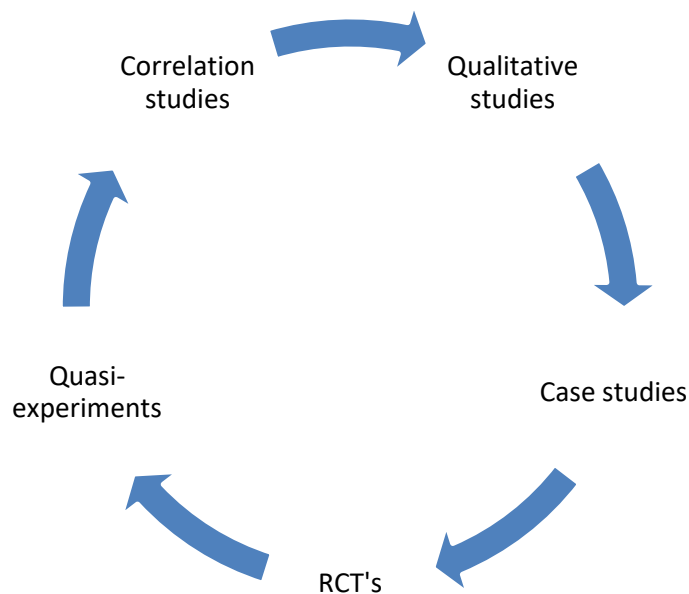 Correlation
studies
Qualitative
studies
Case studies
RCT's
Quasi-
experiments